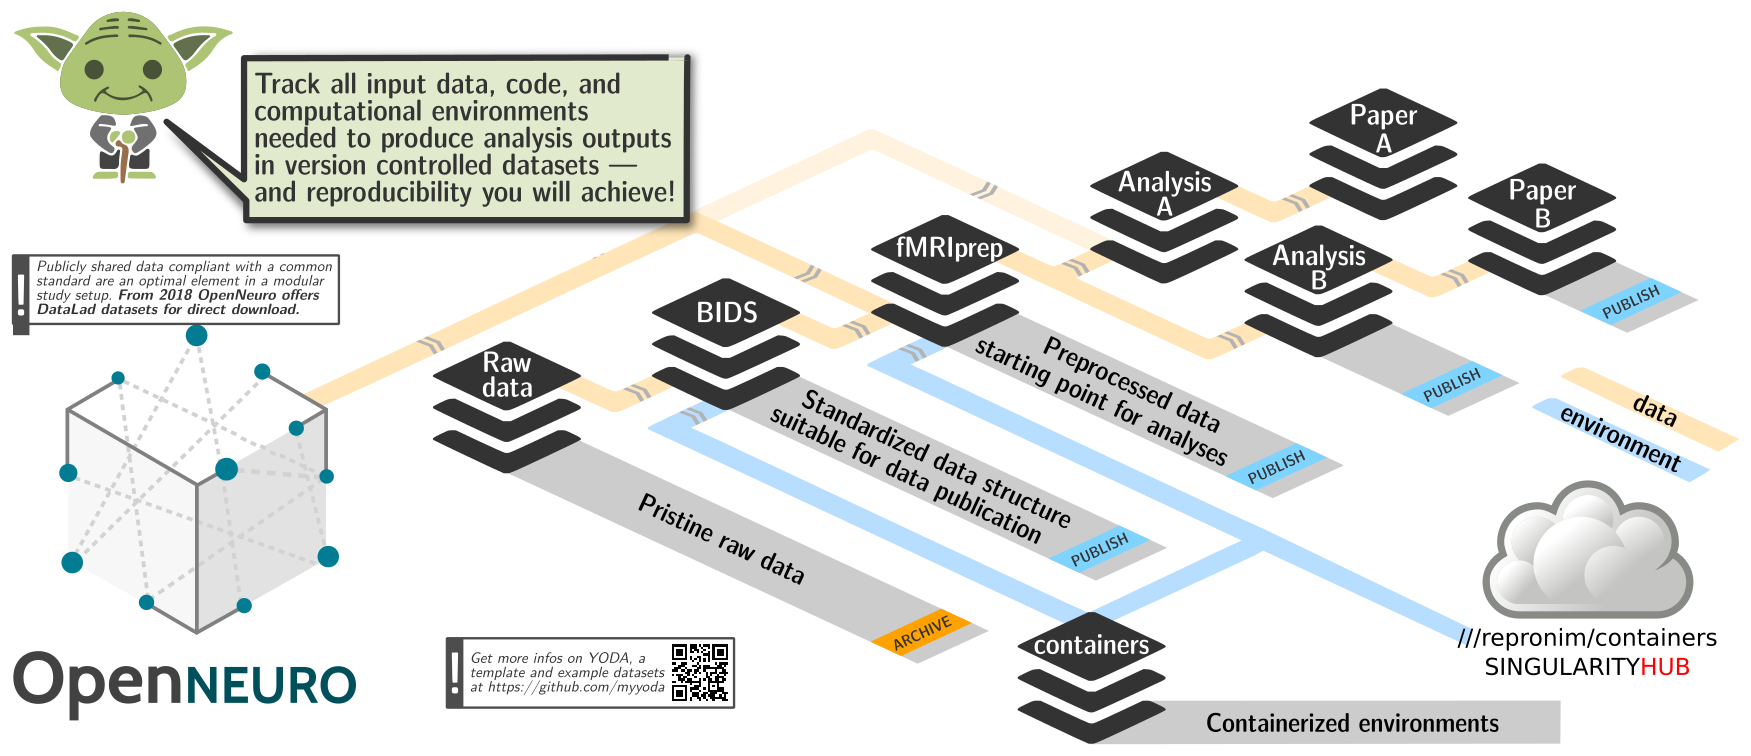 Track all input data, code, and
computational environments
needed to produce analysis outputs
in version controlled datasets —
and reproducibility you will achieve!
Publicly shared data compliant with a common
standard are an optimal element in a modular
study setup. From 2018 OpenNeuro offers
DataLad datasets for direct download.
OpenNEURO
Get more infos on YODA, a
template and example datasets
at https://github.com/myyoda
Raw
data
Pristine raw data
ARCHIVE
BIDS
Standardized data structure
suitable for data publication
PUBLISH
fMRIprep
Preprocessed data
starting point for analyses
PUBLISH
Analysis
A
Paper
A
Analysis
B
PUBLISH
Paper
B
PUBLISH
data
environment
containers
Containerized environments
///repronim/containers
SINGULARITYHUB